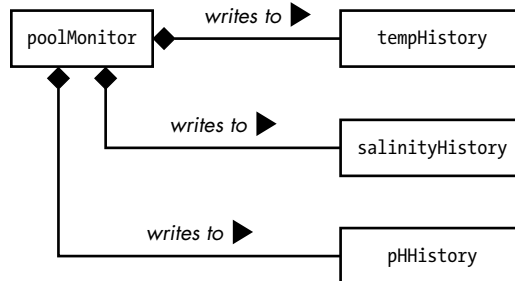 writes to
poolMonitor
tempHistory
writes to
salinityHistory
writes to
pHHistory